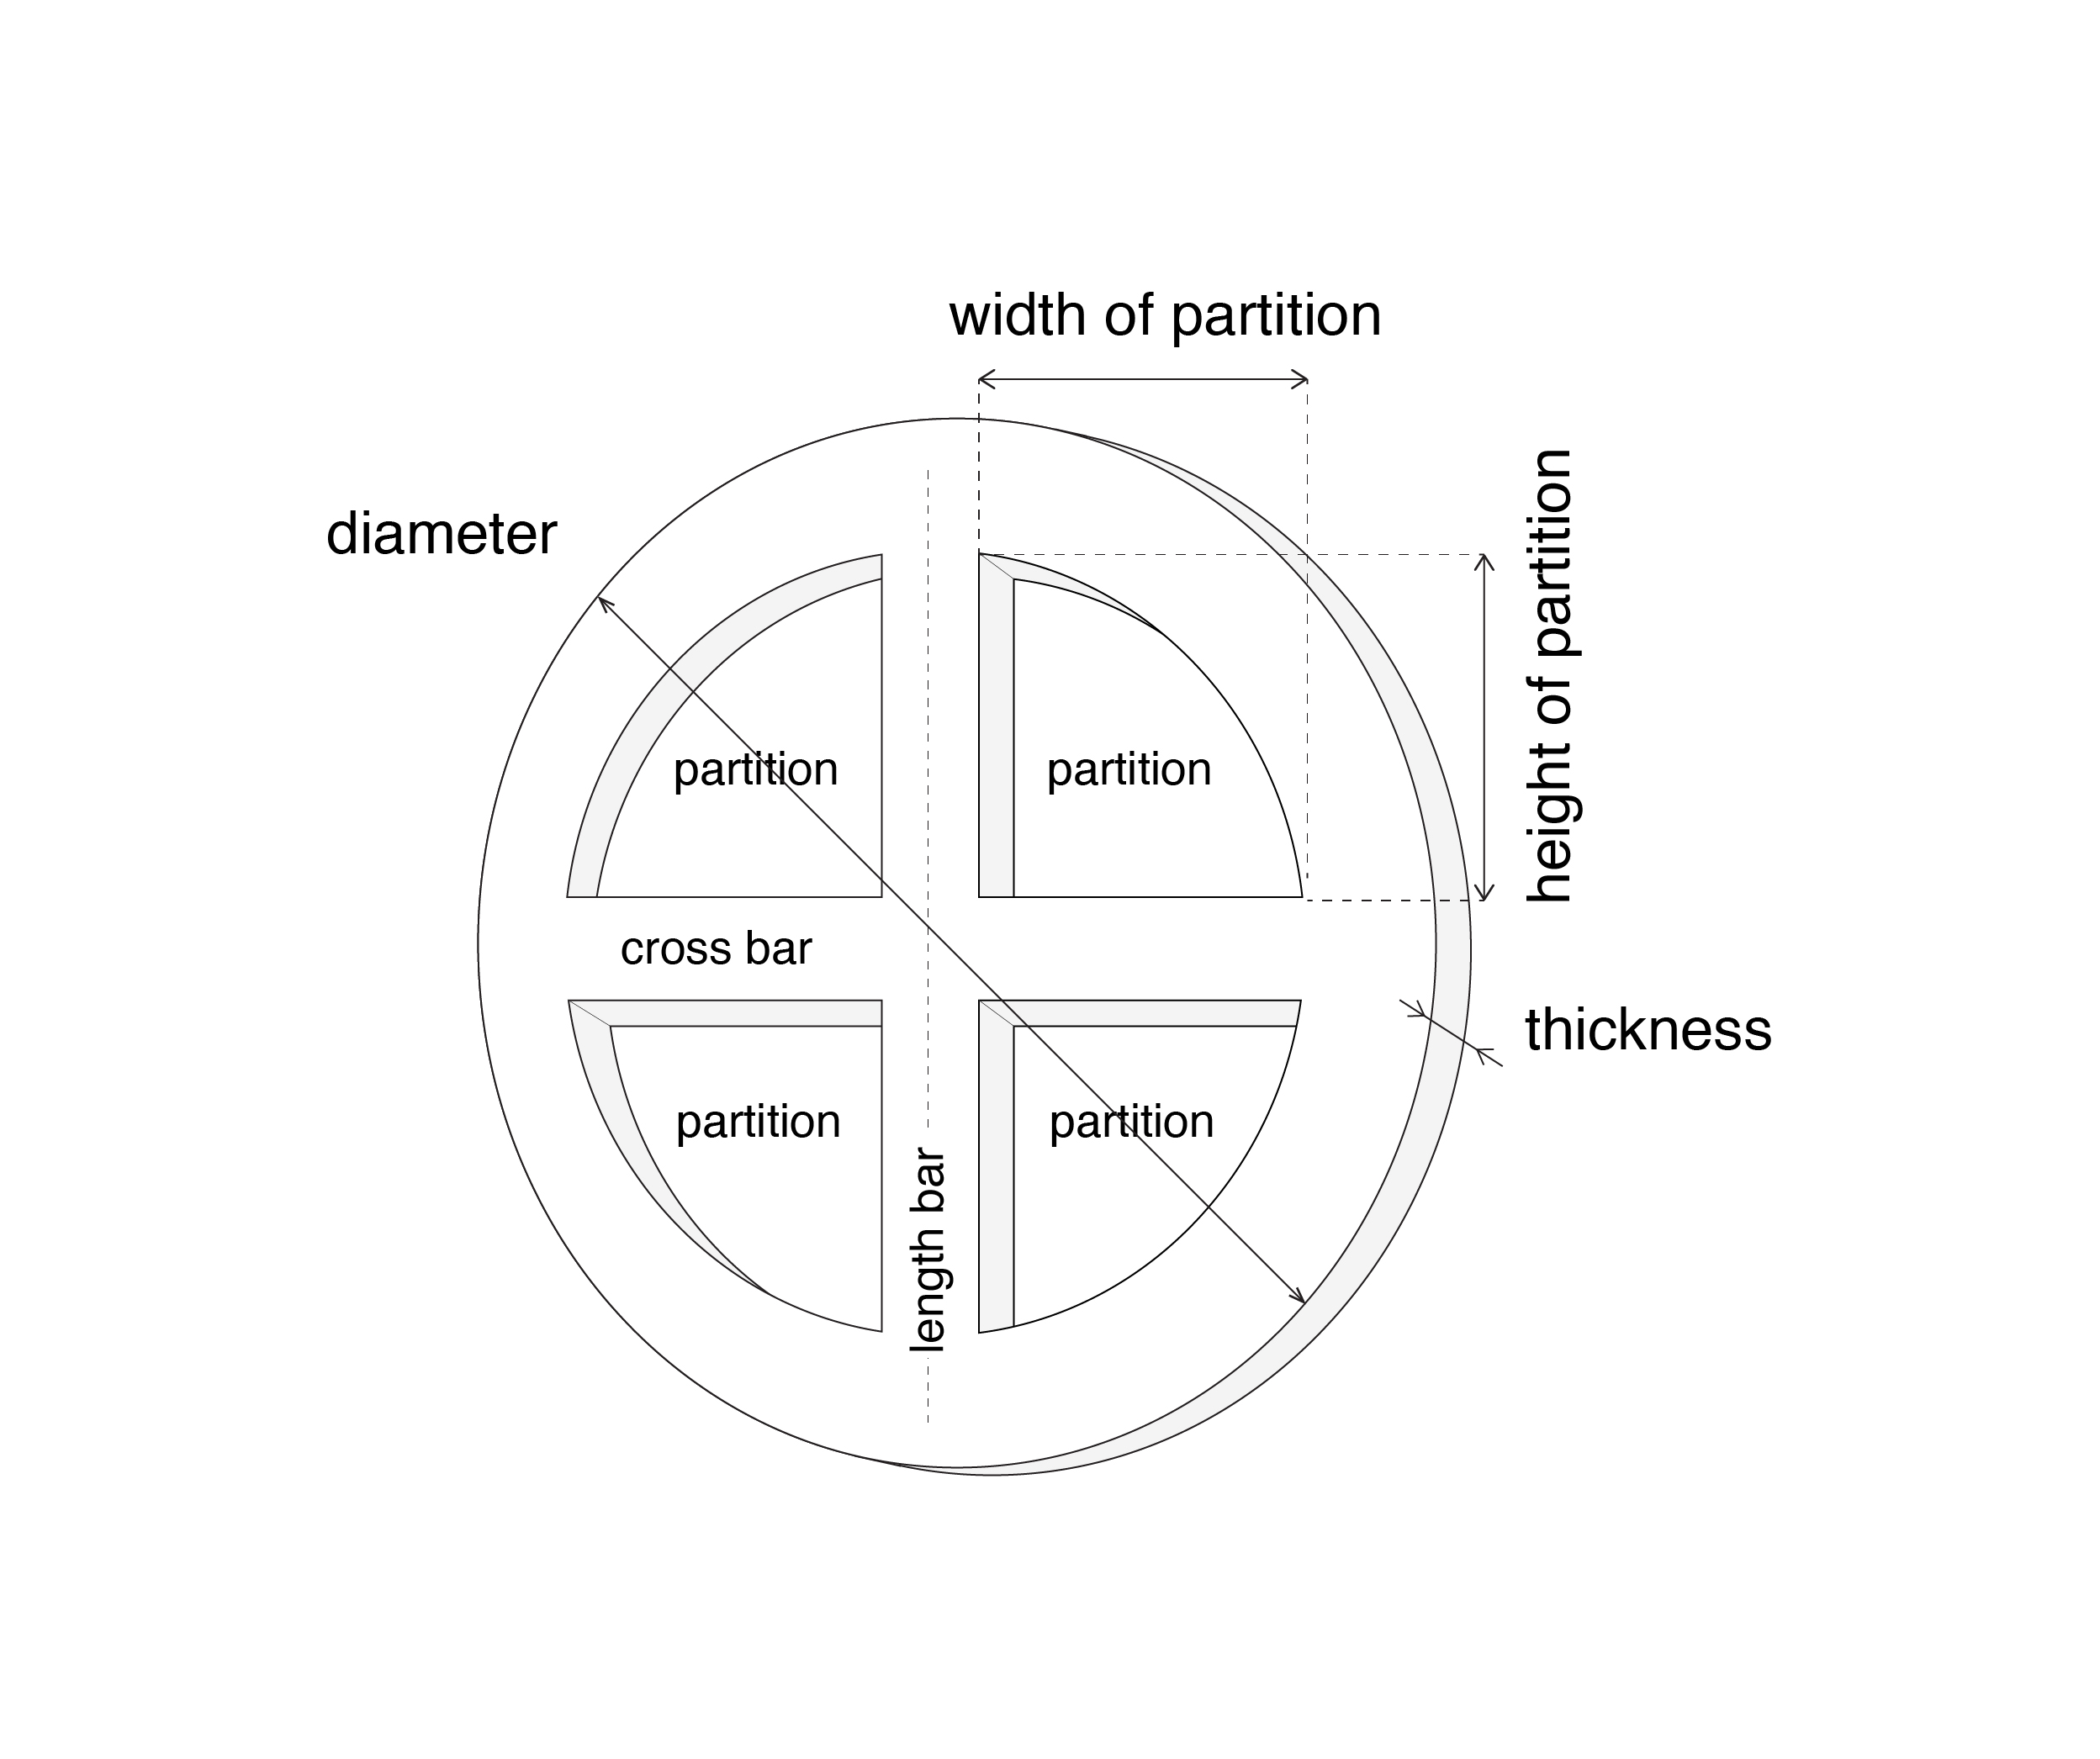 width of partition
diameter
height of partition
partition
partition
cross bar
thickness
partition
partition
length bar